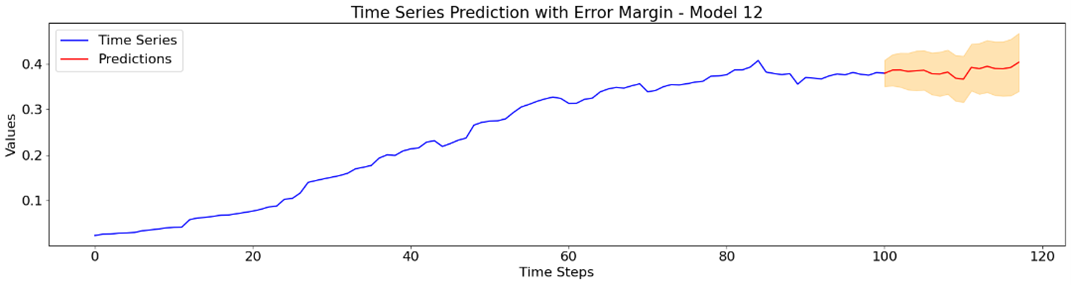 Time Series Prediction with Error Margin - Model 12
Time Series
Predictions
Values
0.4
0.3
0.2
0.1
0 20 40 60 80 100 120
Time Steps